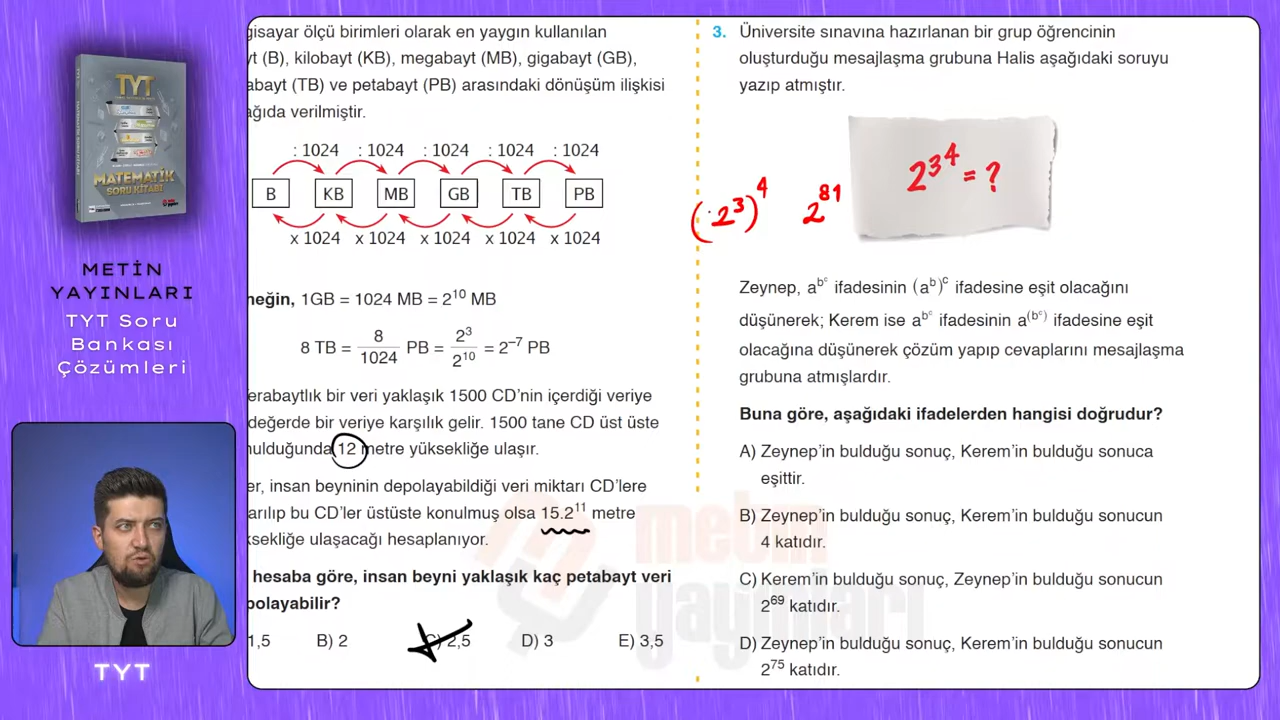 TYT
MATEMATİK
SORU KİTABI
METİN
YAYINLARI
TYT Soru
Bankası
Çözümleri
TYT
gisayar ölçü birimleri olarak en yaygın kullanılan
yt (B), kilobayt (KB), megabayt (MB), gigabayt (GB),
abayt (TB) ve petabayt (PB) arasındaki dönüşüm ilişkisi
ağıda verilmiştir.
: 1024 : 1024 : 1024 : 1024 : 1024
B KB MB GB TB PB
x 1024 x 1024 x 1024 x 1024 x 1024
neğin, 1GB = 1024 MB = 2^10 MB
8 TB = 8/1024 PB = 2^3/2^10 = 2^–7 PB
erabaytlık bir veri yaklaşık 1500 CD'nin içerdiği veriye
değerde bir veriye karşılık gelir. 1500 tane CD üst üste
nulduğunda 12 metre yüksekliğe ulaşır.
er, insan beyninin depolayabildiği veri miktarı CD'lere
arılıp bu CD'ler üstüste konulmuş olsa 15.2^11 metre
ksekliğe ulaşacağı hesaplanıyor.
hesaba göre, insan beyni yaklaşık kaç petabayt veri
polayabilir?
1,5 B) 2 C) 2,5 D) 3 E) 3,5
3. Üniversite sınavına hazırlanan bir grup öğrencinin
oluşturduğu mesajlaşma grubuna Halis aşağıdaki soruyu
yazıp atmıştır.
2^3^4 = ?
(2^3)^4 2^81
Zeynep, a^b^c ifadesinin (a^b)^c ifadesine eşit olacağını
düşünerek; Kerem ise a^b^c ifadesinin a^(b^c) ifadesine eşit
olacağına düşünerek çözüm yapıp cevaplarını mesajlaşma
grubuna atmışlardır.
Buna göre, aşağıdaki ifadelerden hangisi doğrudur?
A) Zeynep'in bulduğu sonuç, Kerem'in bulduğu sonuca
eşittir.
B) Zeynep'in bulduğu sonuç, Kerem'in bulduğu sonucun
4 katıdır.
C) Kerem'in bulduğu sonuç, Zeynep'in bulduğu sonucun
2^69 katıdır.
D) Zeynep'in bulduğu sonuç, Kerem'in bulduğu sonucun
2^75 katıdır.
metin
yayınları